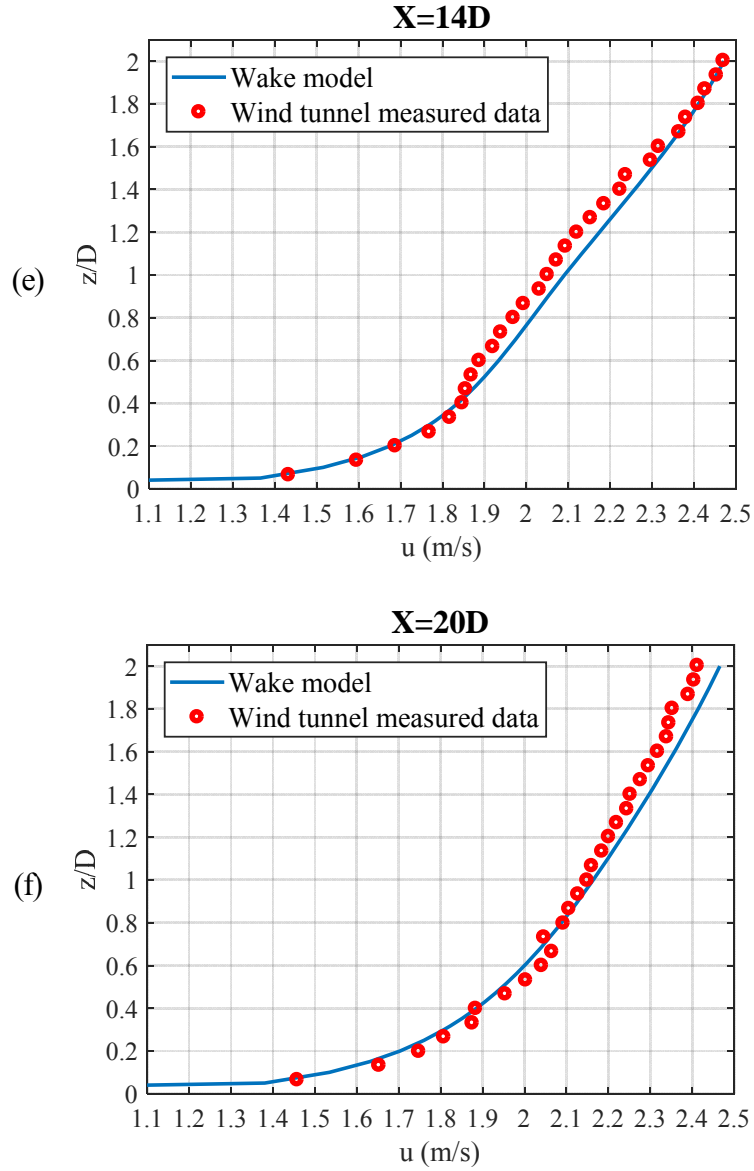 X=14D
Wake model
Wind tunnel measured data
2
1.8
1.6
1.4
1.2
1
0.8
0.6
0.4
0.2
0
z/D
(e)
1.1 1.2 1.3 1.4 1.5 1.6 1.7 1.8 1.9 2 2.1 2.2 2.3 2.4 2.5
u (m/s)
X=20D
Wake model
Wind tunnel measured data
2
1.8
1.6
1.4
1.2
1
0.8
0.6
0.4
0.2
0
z/D
(f)
1.1 1.2 1.3 1.4 1.5 1.6 1.7 1.8 1.9 2 2.1 2.2 2.3 2.4 2.5
u (m/s)